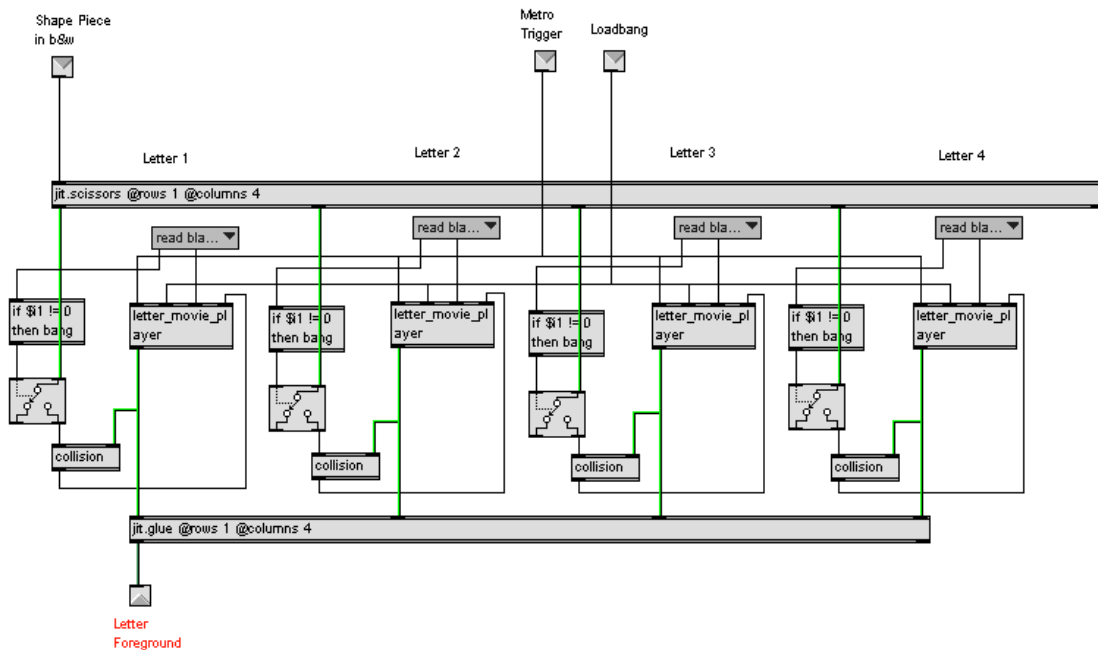 Shape Piece
in b&w
Metro
Trigger
Loadbang
Letter 1
Letter 2
Letter 3
Letter 4
jit.scissors @rows 1 @columns 4
read bla...
read bla...
read bla...
read bla...
if $i1 != 0
then bang
letter_movie_pl
ayer
if $i1 != 0
then bang
letter_movie_pl
ayer
if $i1 != 0
then bang
letter_movie_pl
ayer
if $i1 != 0
then bang
letter_movie_pl
ayer
collision
collision
collision
collision
jit.glue @rows 1 @columns 4
Letter
Foreground